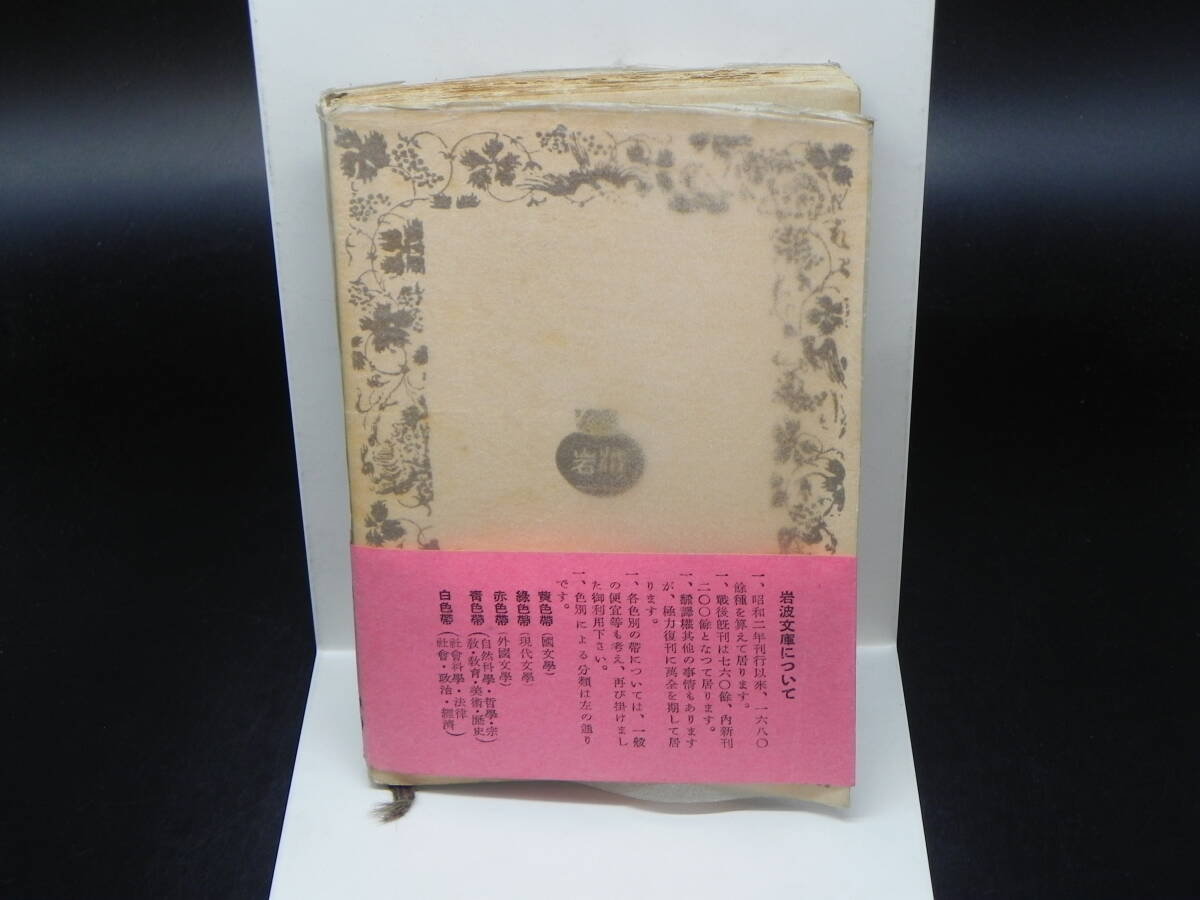 岩波
岩波文庫について
一、昭和二年刊行以來、一六八〇
餘種を算えて居ります。
一、戰後旣刊は七六〇餘、內新刊
二〇〇餘となつて居ります。
一、飜譯權其他の事情もあります
が、極力復刊に萬全を期して居
ります。
一、各色別の帶については、一般
の便宜等も考え、再び掛けまし
た御利用下さい。
一、色別による分類は左の通り
です。
黃色帶(國文學)
綠色帶(現代文學)
赤色帶(外國文學)
靑色帶(自然科學・哲學・宗
敎・敎育・美術・歷史)
白色帶(社會科學・法律
社會・政治・經濟)